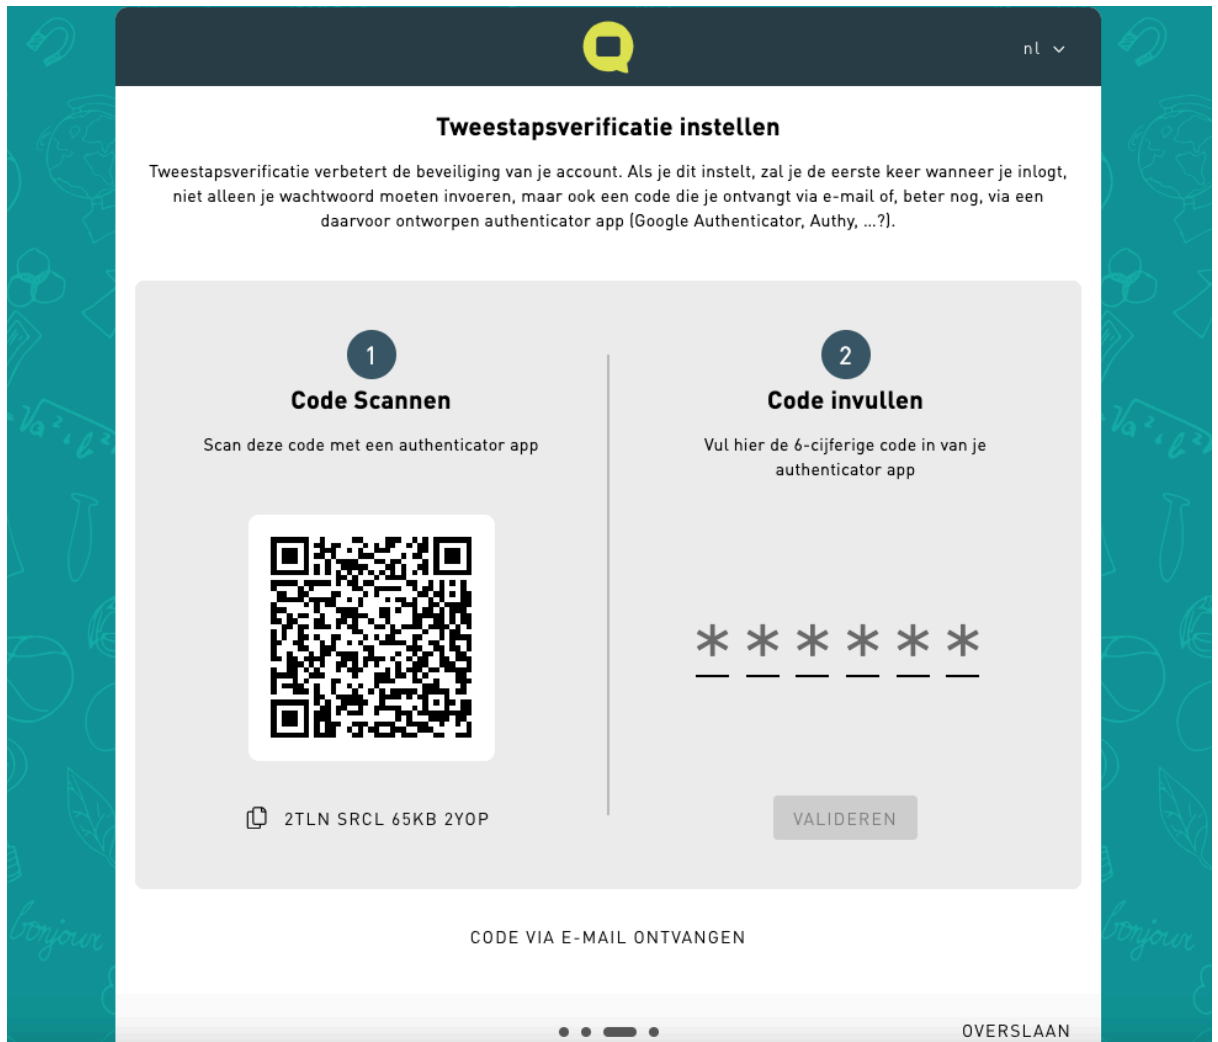 nl
Tweestapsverificatie instellen
Tweestapsverificatie verbetert de beveiliging van je account. Als je dit instelt, zal je de eerste keer wanneer je inlogt,
niet alleen je wachtwoord moeten invoeren, maar ook een code die je ontvangt via e-mail of, beter nog, via een
daarvoor ontworpen authenticator app (Google Authenticator, Authy, ...?).
1
Code Scannen
Scan deze code met een authenticator app
2TLN SRCL 65KB 2YOP
2
Code invullen
Vul hier de 6-cijferige code in van je
authenticator app
* * * * * *
VALIDEREN
CODE VIA E-MAIL ONTVANGEN
OVERSLAAN
bonjour
bonjour